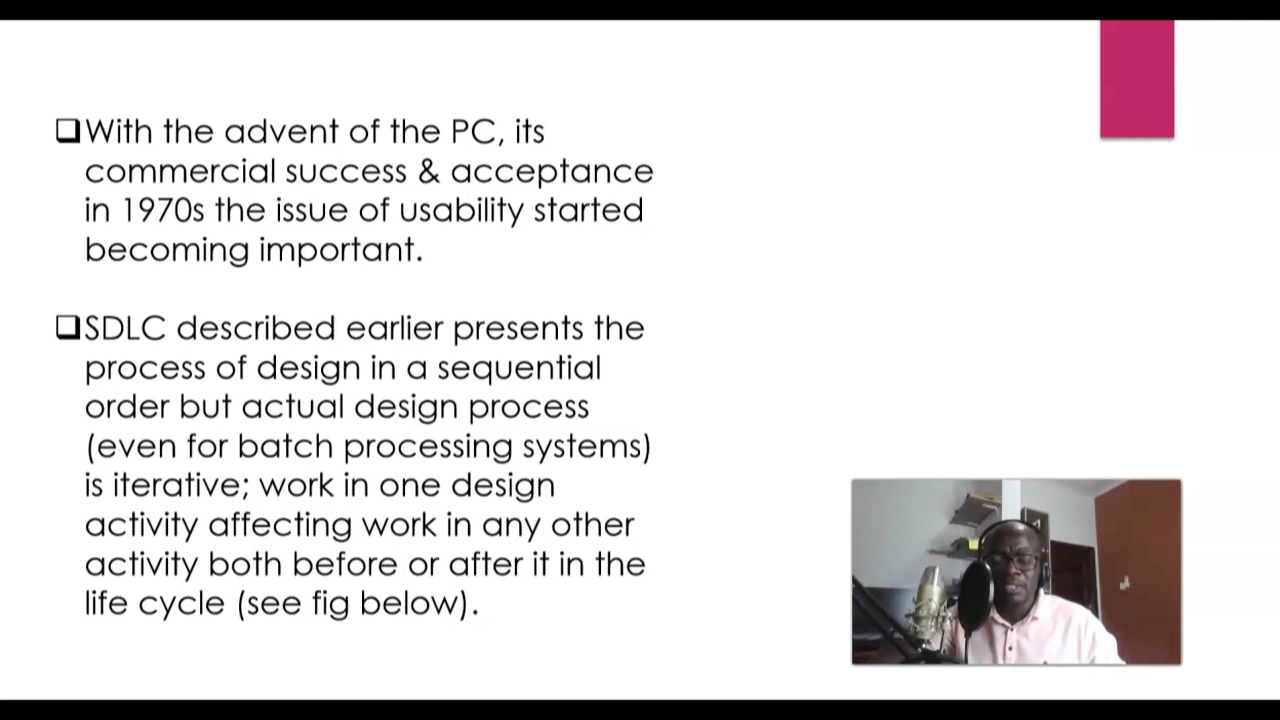 ❑With the advent of the PC, its
commercial success & acceptance
in 1970s the issue of usability started
becoming important.
❑SDLC described earlier presents the
process of design in a sequential
order but actual design process
(even for batch processing systems)
is iterative; work in one design
activity affecting work in any other
activity both before or after it in the
life cycle (see fig below).